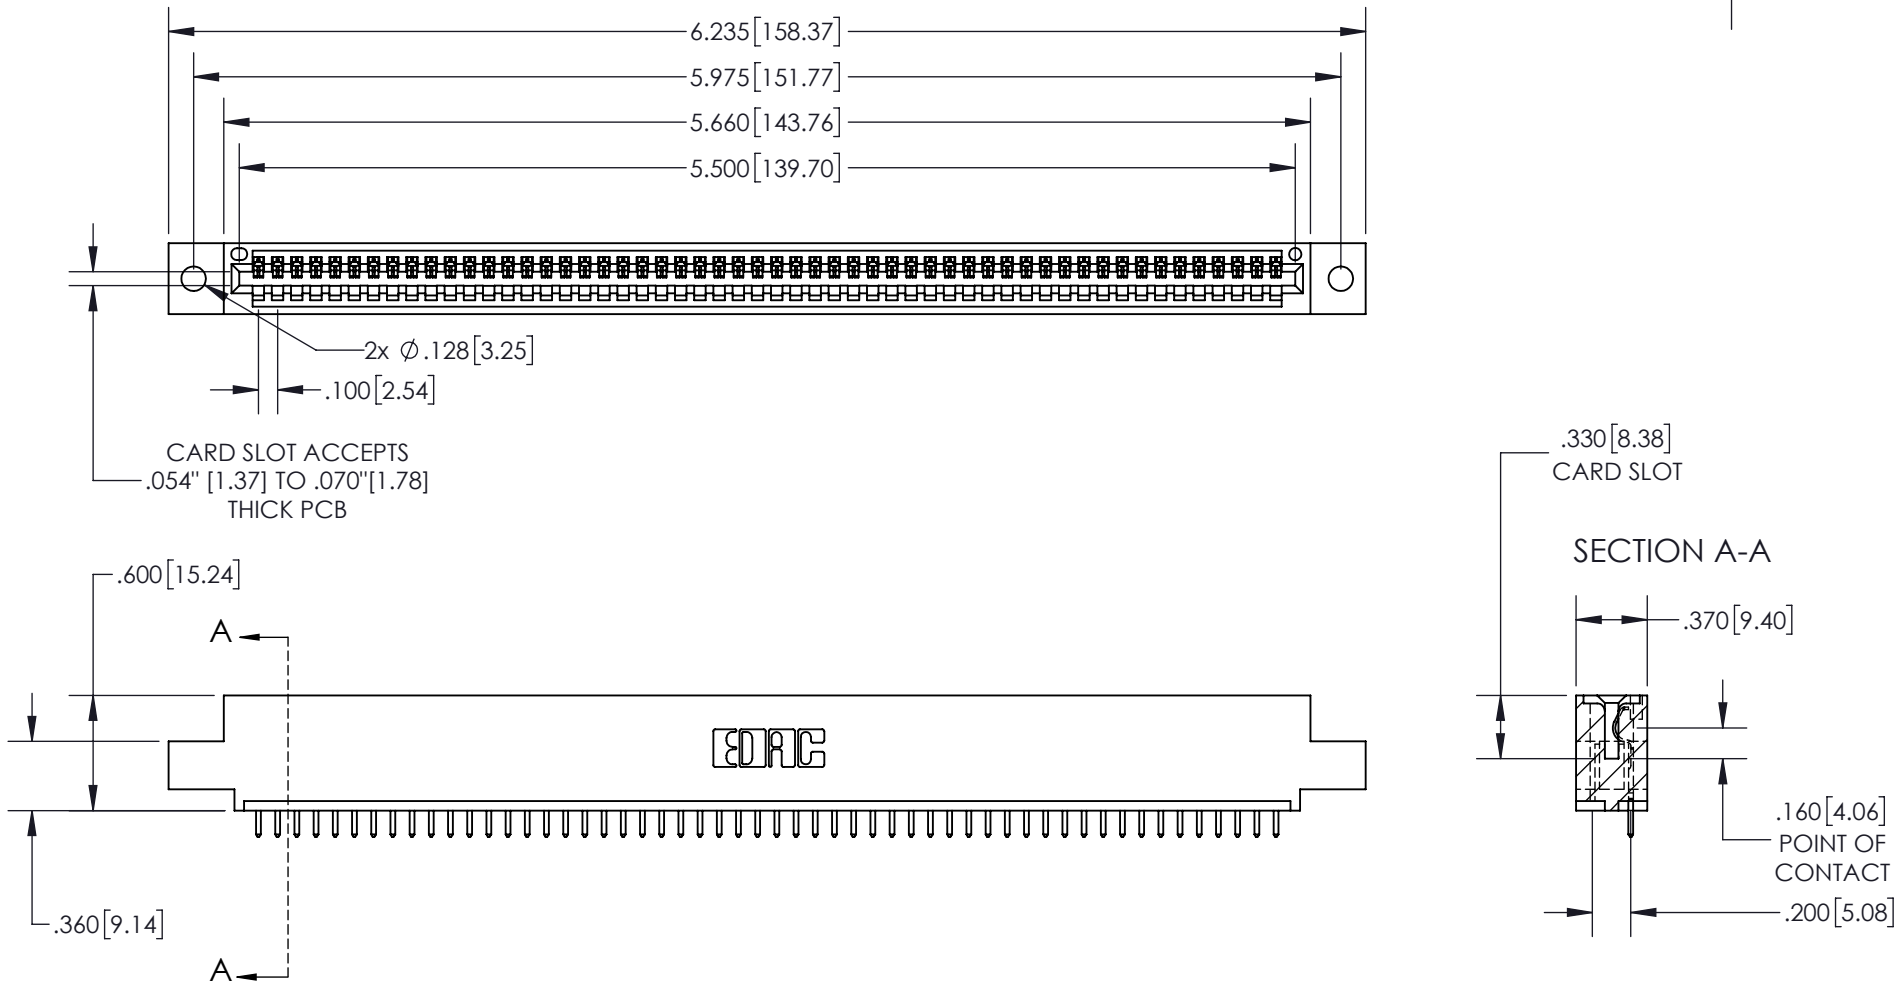 6.235[158.37]
5.975[151.77]
5.660[143.76]
5.500[139.70]
2x Ø.128[3.25]
.100[2.54]
CARD SLOT ACCEPTS
.054" [1.37] TO .070"[1.78]
THICK PCB
.330[8.38]
CARD SLOT
SECTION A-A
.600[15.24]
.370[9.40]
A
EDAC
.160[4.06]
POINT OF
CONTACT
.200[5.08]
.360[9.14]
A